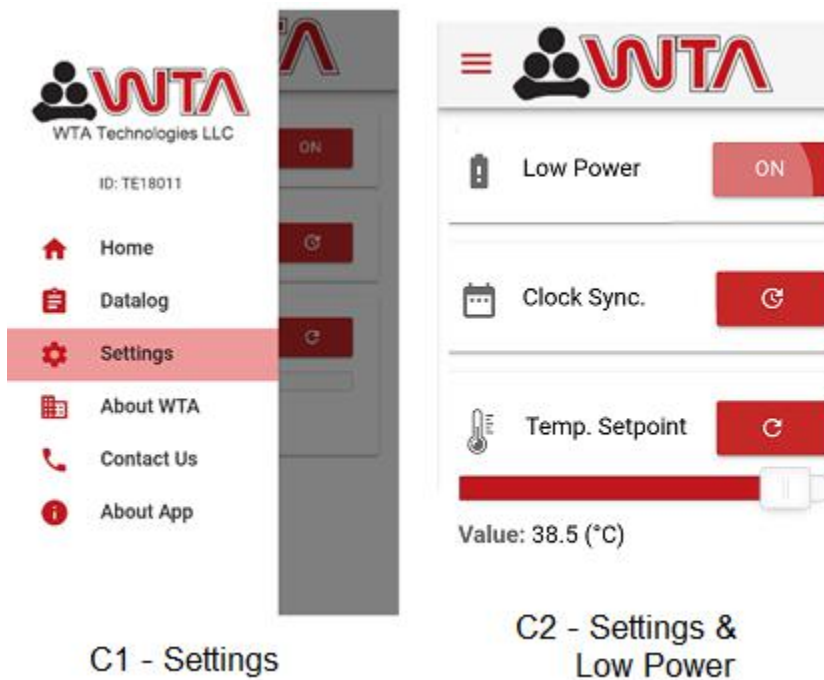 WTA
WTA Technologies LLC
ID: TE18011
Home
Datalog
Settings
About WTA
Contact Us
About App
ON
C1 - Settings
WTA
Low Power
ON
Clock Sync.
Temp. Setpoint
Value: 38.5 (°C)
C2 - Settings &
Low Power